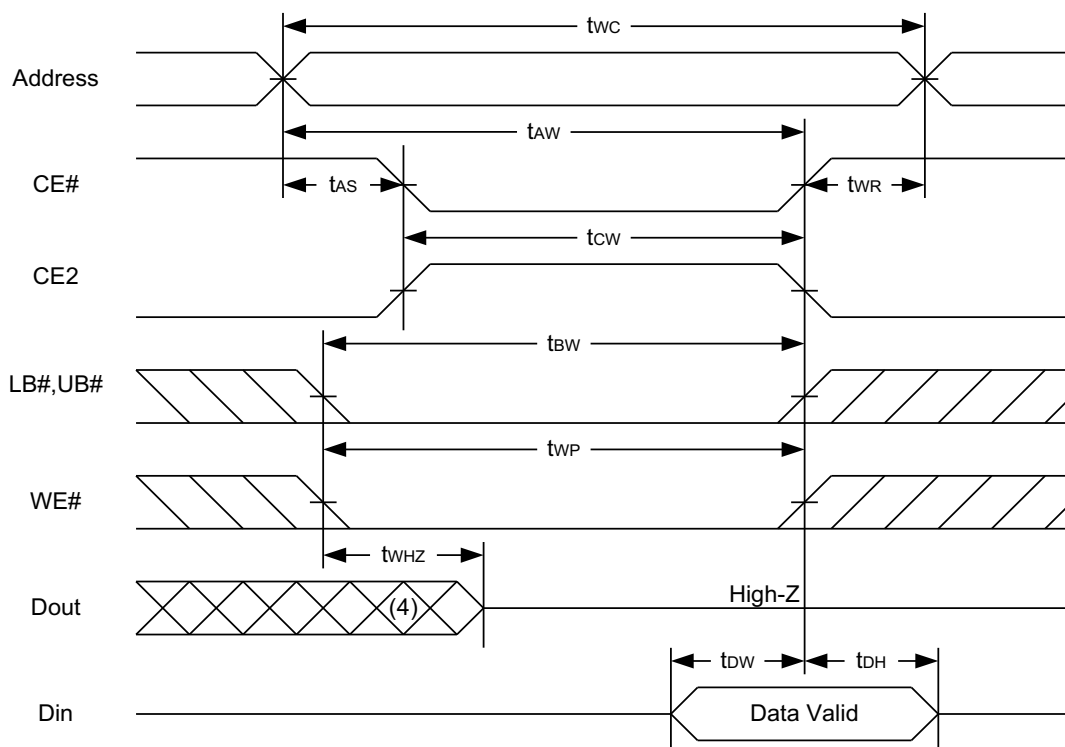 tWC
Address
tAW
CE#
tAS
tWR
tCW
CE2
tBW
LB#,UB#
tWP
WE#
tWHZ
Dout
(4)
High-Z
tDW
tDH
Din
Data Valid